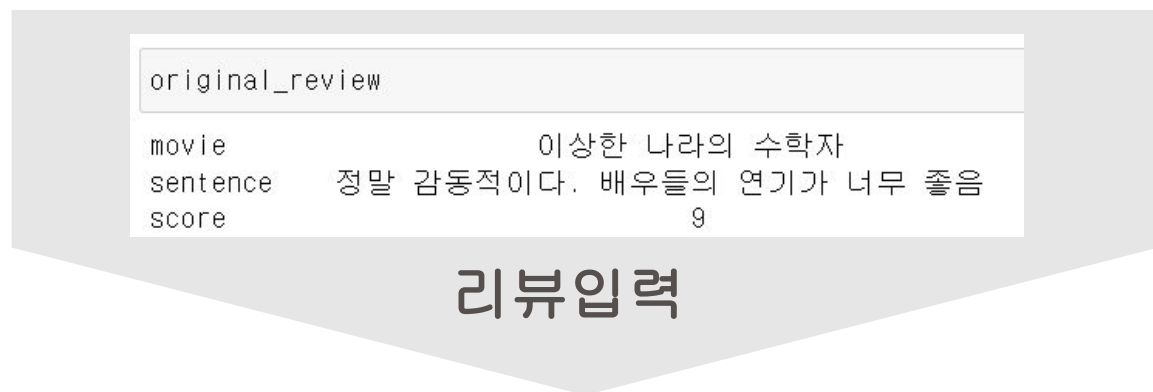 original_review
movie 이상한 나라의 수학자
sentence 정말 감동적이다. 배우들의 연기가 너무 좋음
score 9
리뷰입력